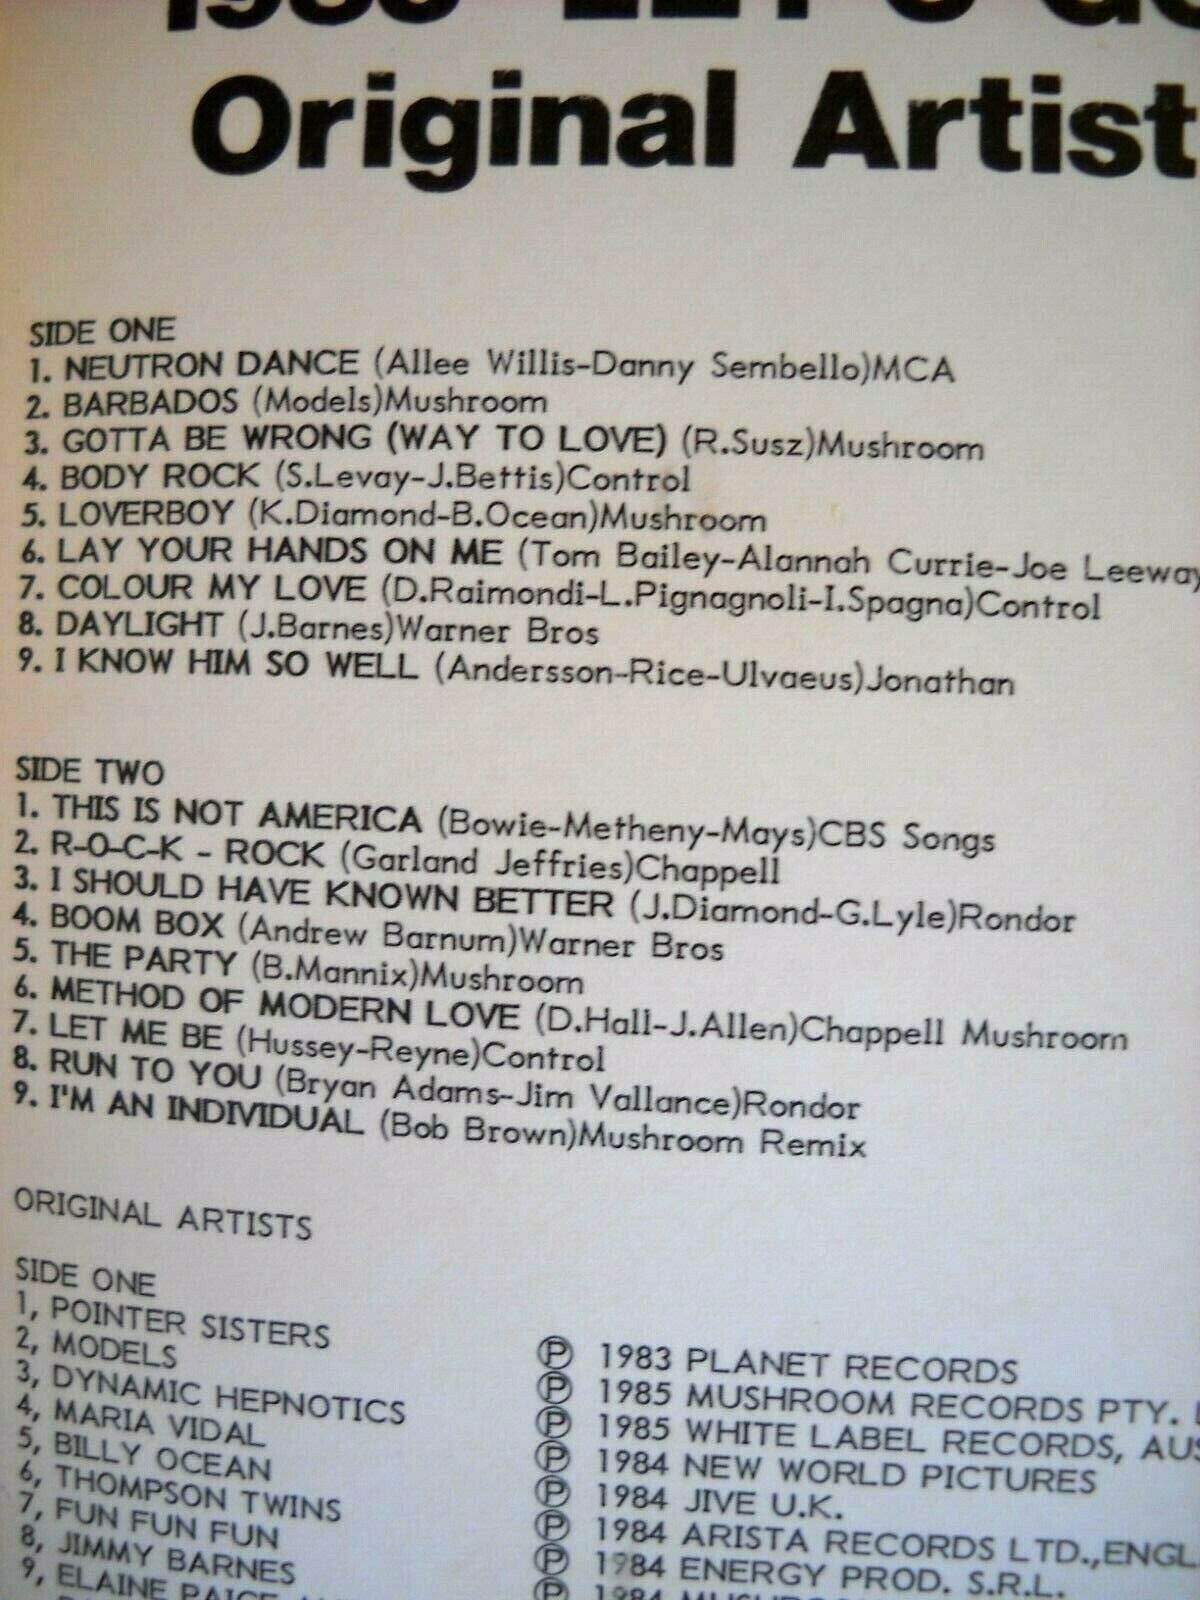 1985 LET'S GO
Original Artist
SIDE ONE
1. NEUTRON DANCE (Allee Willis-Danny Sembello)MCA
2. BARBADOS (Models)Mushroom
3. GOTTA BE WRONG (WAY TO LOVE) (R.Susz)Mushroom
4. BODY ROCK (S.Levay-J.Bettis)Control
5. LOVERBOY (K.Diamond-B.Ocean)Mushroom
6. LAY YOUR HANDS ON ME (Tom Bailey-Alannah Currie-Joe Leeway
7. COLOUR MY LOVE (D.Raimondi-L.Pignagnoli-I.Spagna)Control
8. DAYLIGHT (J.Barnes)Warner Bros
9. I KNOW HIM SO WELL (Andersson-Rice-Ulvaeus)Jonathan
SIDE TWO
1. THIS IS NOT AMERICA (Bowie-Metheny-Mays)CBS Songs
2. R-O-C-K - ROCK (Garland Jeffries)Chappell
3. I SHOULD HAVE KNOWN BETTER (J.Diamond-G.Lyle)Rondor
4. BOOM BOX (Andrew Barnum)Warner Bros
5. THE PARTY (B.Mannix)Mushroom
6. METHOD OF MODERN LOVE (D.Hall-J.Allen)Chappell Mushroom
7. LET ME BE (Hussey-Reyne)Control
8. RUN TO YOU (Bryan Adams-Jim Vallance)Rondor
9. I'M AN INDIVIDUAL (Bob Brown)Mushroom Remix
ORIGINAL ARTISTS
SIDE ONE
1, POINTER SISTERS ℗ 1983 PLANET RECORDS
2, MODELS ℗ 1985 MUSHROOM RECORDS PTY.
3, DYNAMIC HEPNOTICS ℗ 1985 WHITE LABEL RECORDS, AUS
4, MARIA VIDAL ℗ 1984 NEW WORLD PICTURES
5, BILLY OCEAN ℗ 1984 JIVE U.K.
6, THOMPSON TWINS ℗ 1984 ARISTA RECORDS LTD.,ENGL
7, FUN FUN FUN ℗ 1984 ENERGY PROD. S.R.L.
8, JIMMY BARNES ℗ 1984 MUSHROOM
9, ELAINE PAIGE